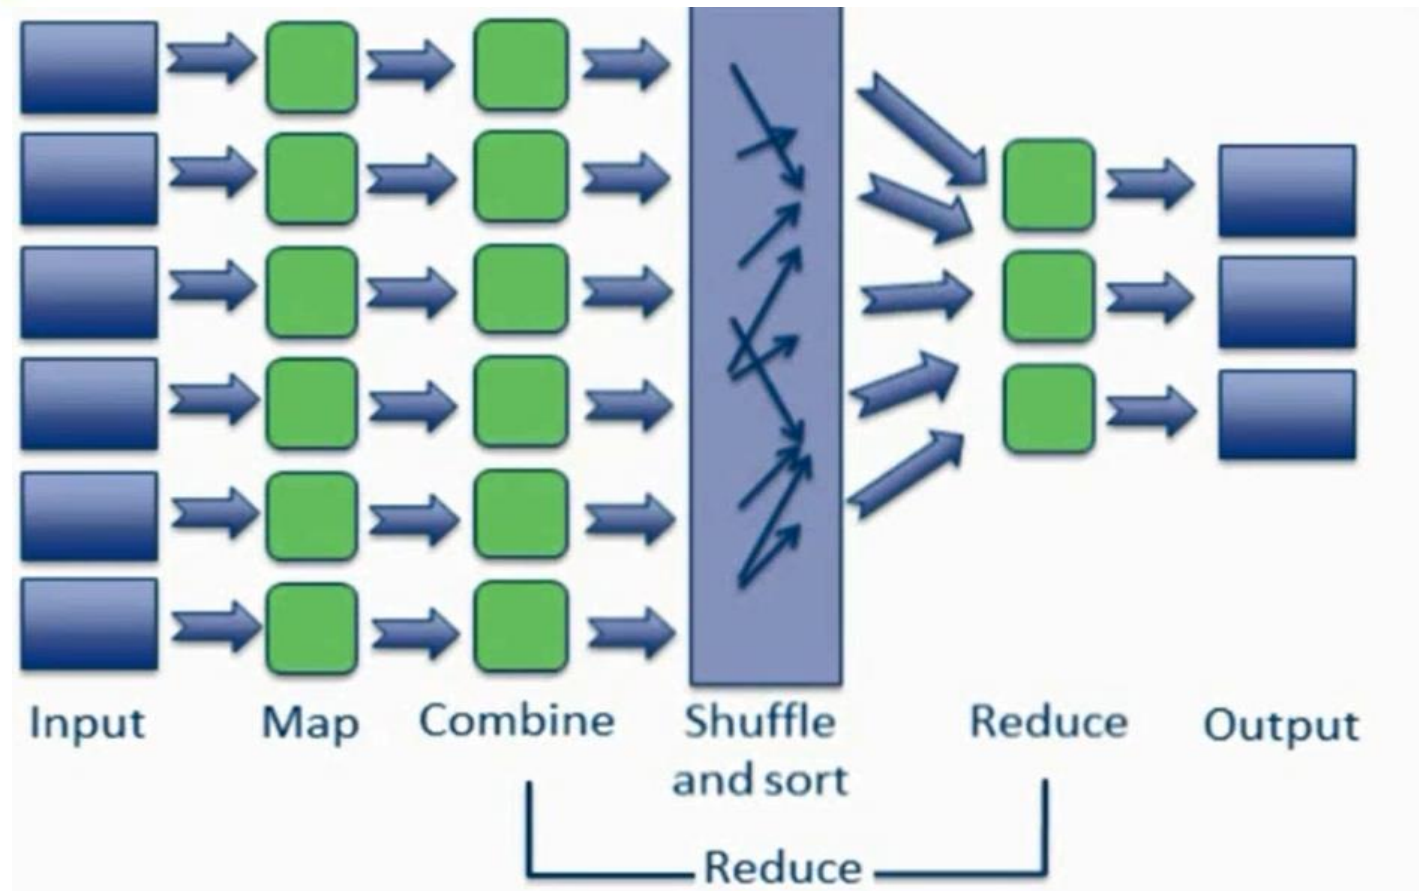 Input
Map
Combine
Shuffle
and sort
Reduce
Output
Reduce